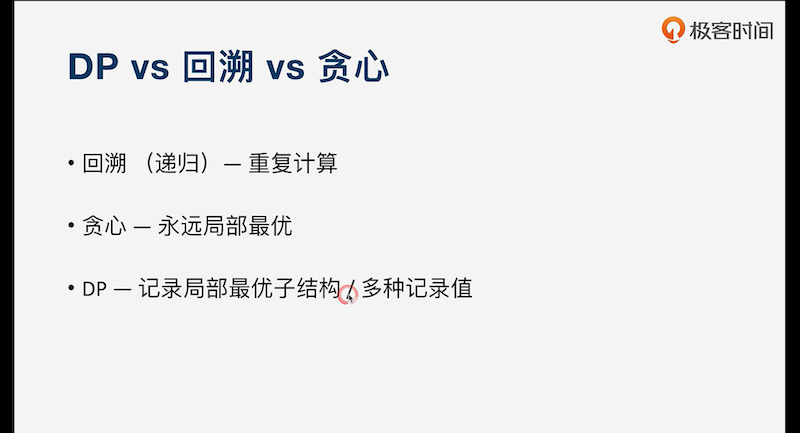 极客时间
DP vs 回溯 vs 贪心
• 回溯 （递归）— 重复计算
• 贪心 — 永远局部最优
• DP — 记录局部最优子结构 / 多种记录值